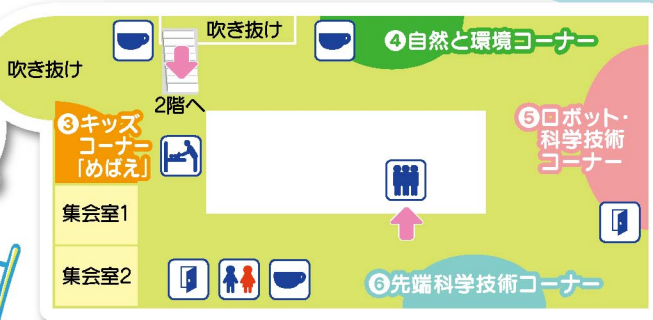 吹き抜け
吹き抜け
❹自然と環境コーナー
2階へ
❸キッズ
コーナー
「めばえ」
❺ロボット・
科学技術
コーナー
集会室1
集会室2
❻先端科学技術コーナー